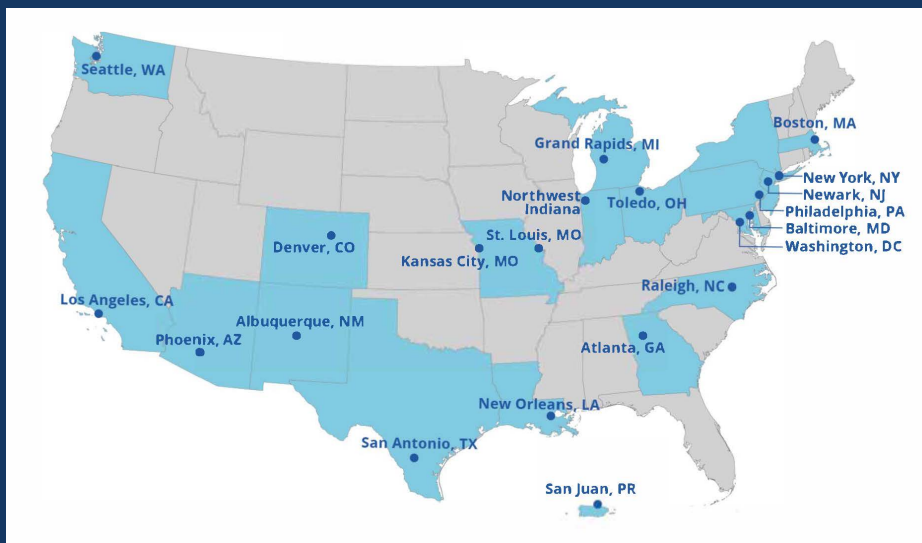 Seattle, WA
Boston, MA
Grand Rapids, MI
New York, NY
Newark, NJ
Northwest
Indiana
Toledo, OH
Philadelphia, PA
Baltimore, MD
Washington, DC
St. Louis, MO
Denver, CO
Kansas City, MO
Raleigh, NC
Los Angeles, CA
Albuquerque, NM
Phoenix, AZ
Atlanta, GA
New Orleans, LA
San Antonio, TX
San Juan, PR